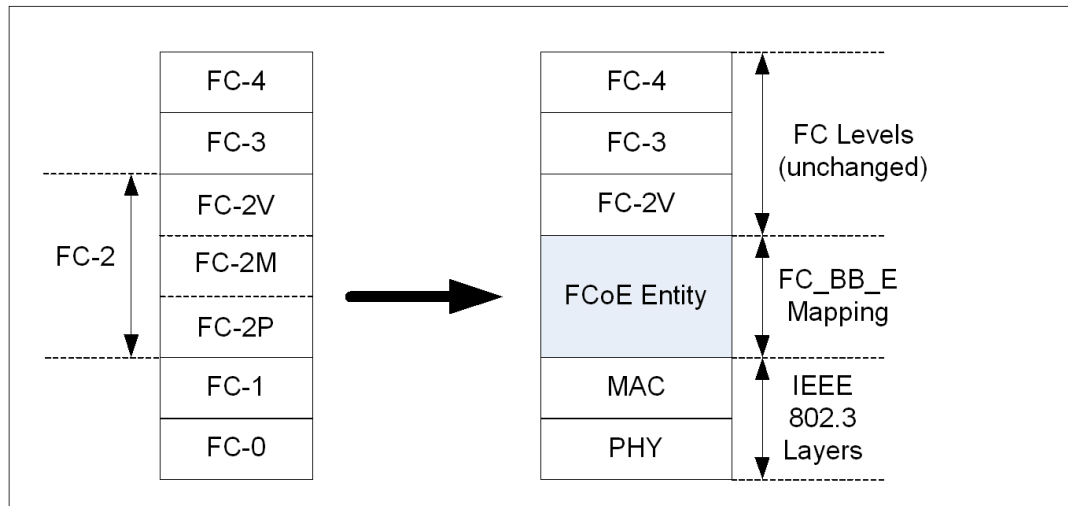 FC-4
FC-3
FC-2V
FC-2M
FC-2P
FC-1
FC-0
FC-2
FC-4
FC-3
FC-2V
FCoE Entity
MAC
PHY
FC Levels
(unchanged)
FC_BB_E
Mapping
IEEE
802.3
Layers